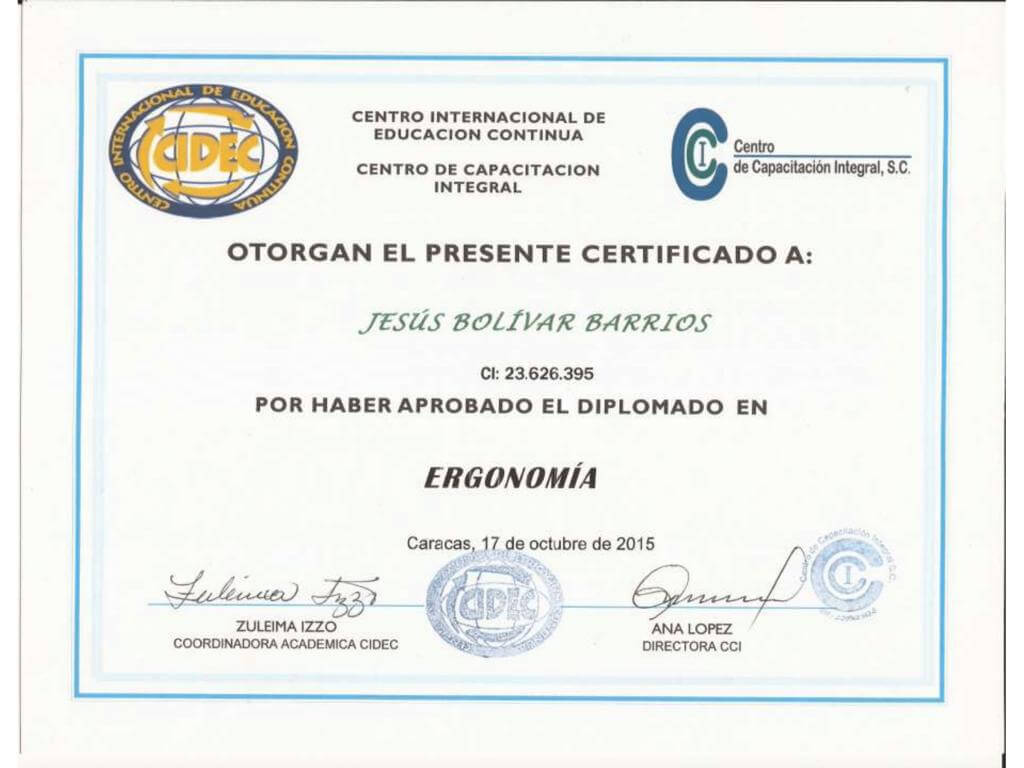 CENTRO INTERNACIONAL DE EDUCACION CONTINUA
CIDEC
CENTRO INTERNACIONAL DE
EDUCACION CONTINUA
CENTRO DE CAPACITACION
INTEGRAL
CCI
Centro
de Capacitación Integral, S.C.
OTORGAN EL PRESENTE CERTIFICADO A:
JESÚS BOLÍVAR BARRIOS
CI: 23.626.395
POR HABER APROBADO EL DIPLOMADO EN
ERGONOMÍA
Caracas, 17 de octubre de 2015
Zuleima Izzo
CIDEC
Centro de Capacitación Integral S.C.
CCI
ZULEIMA IZZO
COORDINADORA ACADEMICA CIDEC
ANA LOPEZ
DIRECTORA CCI